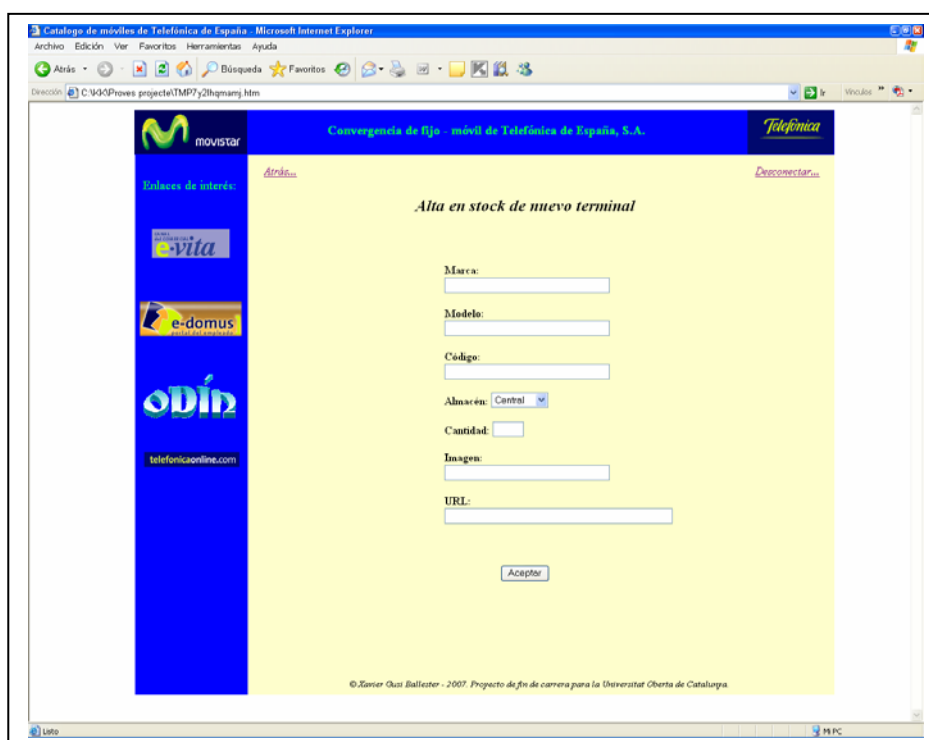 Catalogo de móviles de Telefónica de España - Microsoft Internet Explorer
Archivo Edición Ver Favoritos Herramientas Ayuda
Atrás Búsqueda Favoritos
Dirección C:\KK\Proves projecte\TMP7y2lhqmamj.htm Ir Vínculos
movistar
Convergencia de fijo - móvil de Telefónica de España, S.A.
Telefónica
Enlaces de interés:
Atrás...
Desconectar...
Alta en stock de nuevo terminal
e-vita
Marca:
e-domus
portal del empleado
Modelo:
Código:
odín
Almacén: Central
Cantidad:
telefonicaonline.com
Imagen:
URL:
Aceptar
© Xavier Gusi Ballester - 2007. Proyecto de fin de carrera para la Universitat Oberta de Catalunya.
Listo
Mi PC